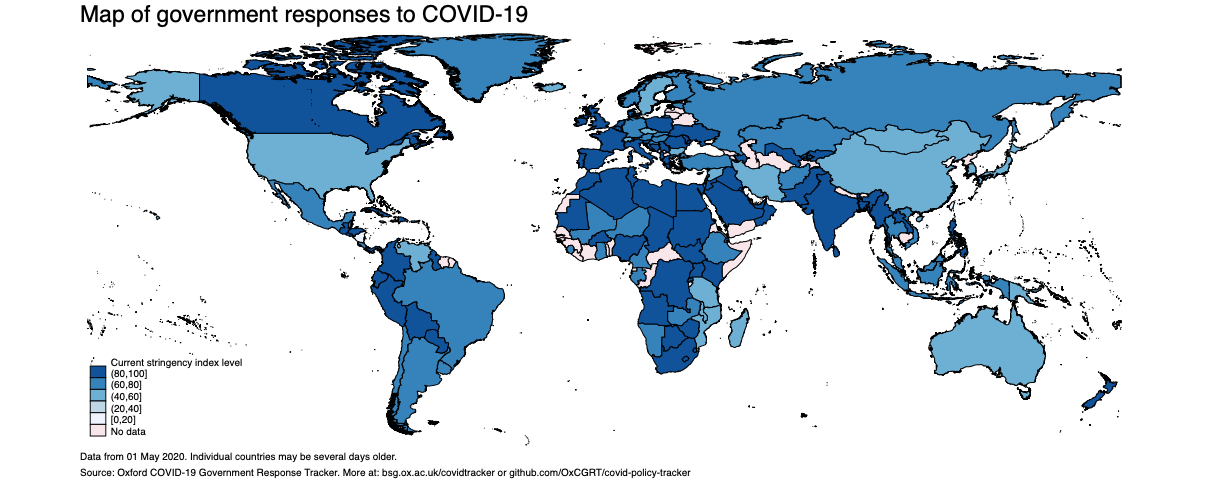 Map of government responses to COVID-19
Current stringency index level
(80,100]
(60,80]
(40,60]
(20,40]
[0,20]
No data
Data from 01 May 2020. Individual countries may be several days older.
Source: Oxford COVID-19 Government Response Tracker. More at: bsg.ox.ac.uk/covidtracker or github.com/OxCGRT/covid-policy-tracker